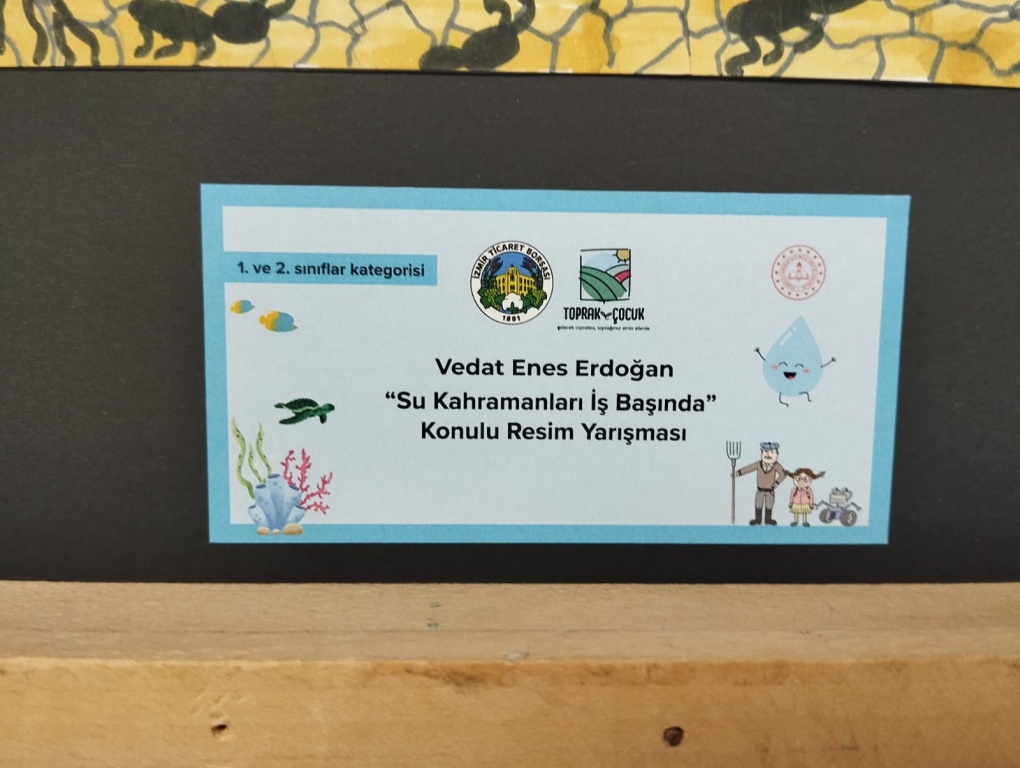 1. ve 2. sınıflar kategorisi
İZMİR TİCARET BORSASI
1891
TOPRAK ÇOCUK
Vedat Enes Erdoğan
“Su Kahramanları İş Başında”
Konulu Resim Yarışması